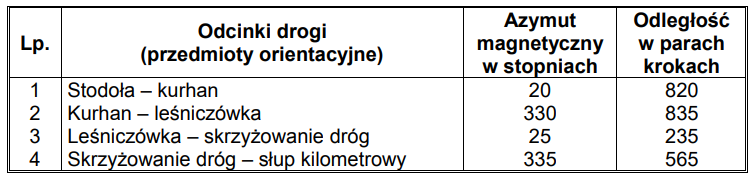 Lp. Odcinki drogi (przedmioty orientacyjne) Azymut magnetyczny w stopniach Odległość w parach krokach
1 Stodoła – kurhan 20 820
2 Kurhan – leśniczówka 330 835
3 Leśniczówka – skrzyżowanie dróg 25 235
4 Skrzyżowanie dróg – słup kilometrowy 335 565